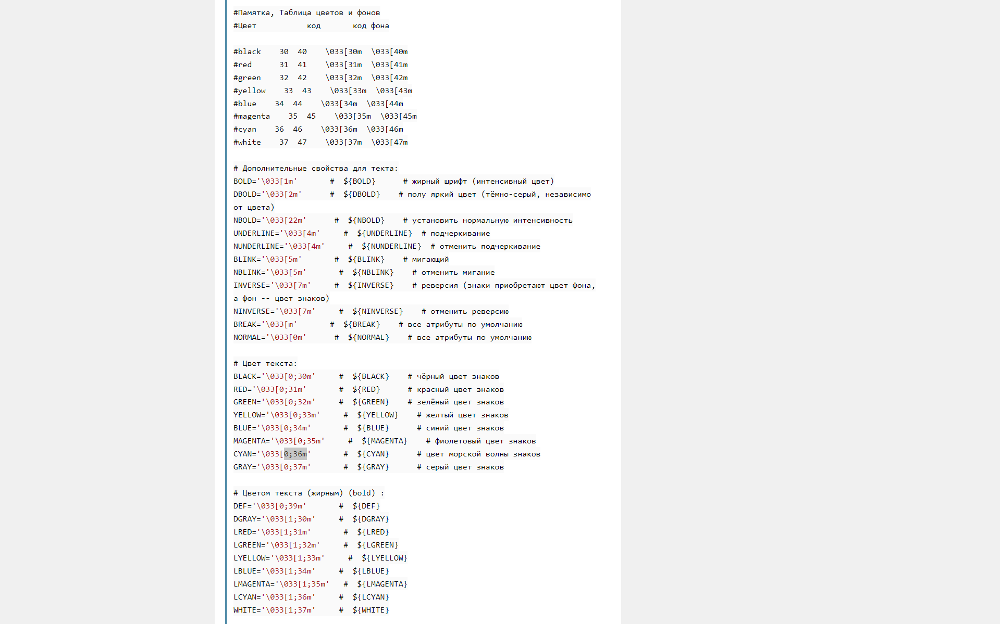 #Памятка, Таблица цветов и фонов
#Цвет           код       код фона
#black    30  40    \033[30m  \033[40m
#red      31  41    \033[31m  \033[41m
#green    32  42    \033[32m  \033[42m
#yellow    33  43    \033[33m  \033[43m
#blue    34  44    \033[34m  \033[44m
#magenta    35  45    \033[35m  \033[45m
#cyan    36  46    \033[36m  \033[46m
#white    37  47    \033[37m  \033[47m
# Дополнительные свойства для текта:
BOLD='\033[1m'       #  ${BOLD}      # жирный шрифт (интенсивный цвет)
DBOLD='\033[2m'      #  ${DBOLD}    # полу яркий цвет (тёмно-серый, независимо
от цвета)
NBOLD='\033[22m'      #  ${NBOLD}    # установить нормальную интенсивность
UNDERLINE='\033[4m'     #  ${UNDERLINE}  # подчеркивание
NUNDERLINE='\033[4m'     #  ${NUNDERLINE}  # отменить подчеркивание
BLINK='\033[5m'       #  ${BLINK}    # мигающий
NBLINK='\033[5m'       #  ${NBLINK}    # отменить мигание
INVERSE='\033[7m'     #  ${INVERSE}    # реверсия (знаки приобретают цвет фона,
а фон -- цвет знаков)
NINVERSE='\033[7m'     #  ${NINVERSE}    # отменить реверсию
BREAK='\033[m'       #  ${BREAK}    # все атрибуты по умолчанию
NORMAL='\033[0m'      #  ${NORMAL}    # все атрибуты по умолчанию
# Цвет текста:
BLACK='\033[0;30m'     #  ${BLACK}    # чёрный цвет знаков
RED='\033[0;31m'       #  ${RED}      # красный цвет знаков
GREEN='\033[0;32m'     #  ${GREEN}    # зелёный цвет знаков
YELLOW='\033[0;33m'     #  ${YELLOW}    # желтый цвет знаков
BLUE='\033[0;34m'       #  ${BLUE}      # синий цвет знаков
MAGENTA='\033[0;35m'     #  ${MAGENTA}    # фиолетовый цвет знаков
CYAN='\033[0;36m'       #  ${CYAN}      # цвет морской волны знаков
GRAY='\033[0;37m'       #  ${GRAY}      # серый цвет знаков
# Цветом текста (жирным) (bold) :
DEF='\033[0;39m'       #  ${DEF}
DGRAY='\033[1;30m'     #  ${DGRAY}
LRED='\033[1;31m'       #  ${LRED}
LGREEN='\033[1;32m'     #  ${LGREEN}
LYELLOW='\033[1;33m'     #  ${LYELLOW}
LBLUE='\033[1;34m'     #  ${LBLUE}
LMAGENTA='\033[1;35m'   #  ${LMAGENTA}
LCYAN='\033[1;36m'     #  ${LCYAN}
WHITE='\033[1;37m'     #  ${WHITE}